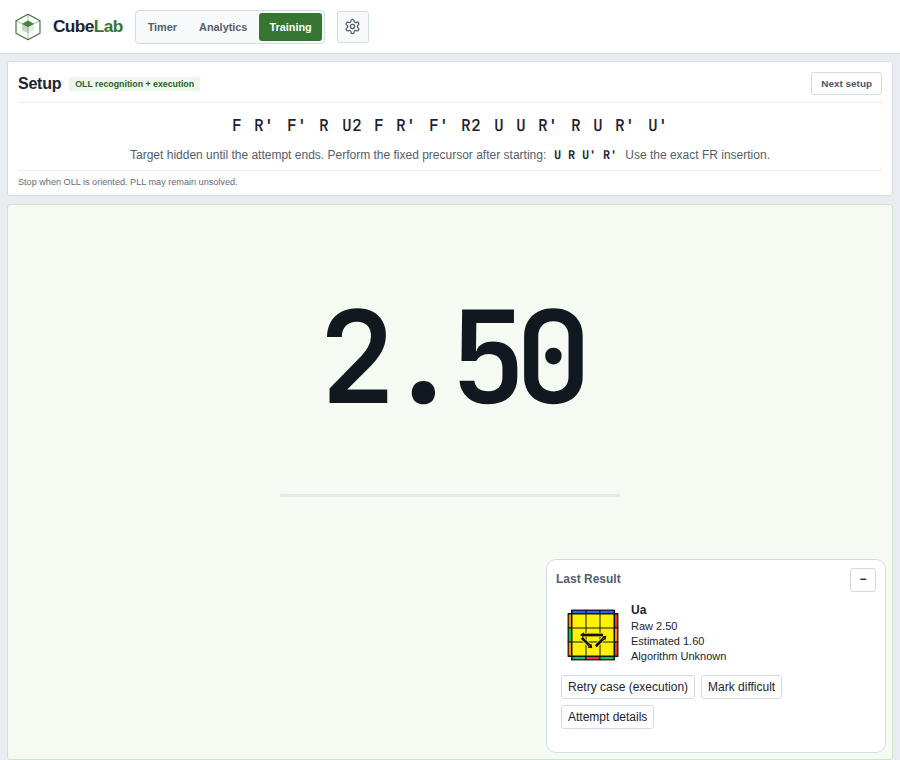 CubeLab Timer Analytics Training
Setup OLL recognition + execution Next setup
F R' F' R U2 F R' F' R2 U U R' R U R' U'
Target hidden until the attempt ends. Perform the fixed precursor after starting: U R U' R' Use the exact FR insertion.
Stop when OLL is oriented. PLL may remain unsolved.
2.50
Last Result −
Ua
Raw 2.50
Estimated 1.60
Algorithm Unknown
Retry case (execution) Mark difficult
Attempt details